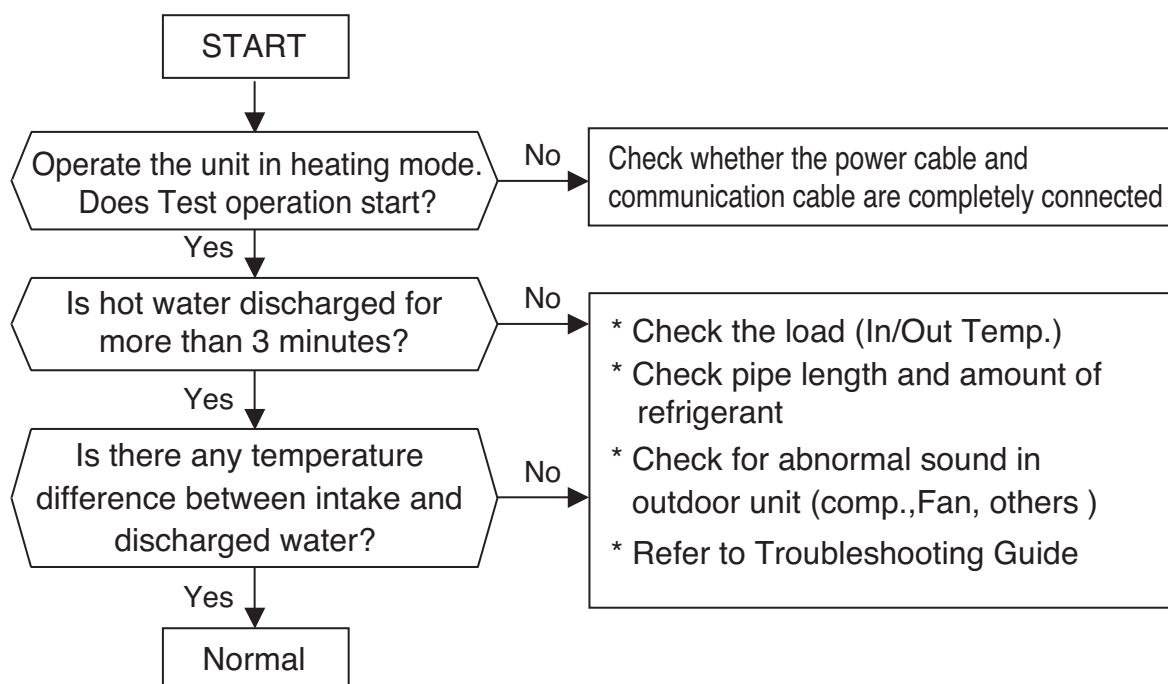 START
Operate the unit in heating mode.
Does Test operation start?
No
Check whether the power cable and
communication cable are completely connected
Yes
Is hot water discharged for
more than 3 minutes?
No
* Check the load (In/Out Temp.)
* Check pipe length and amount of
refrigerant
* Check for abnormal sound in
outdoor unit (comp.,Fan, others )
* Refer to Troubleshooting Guide
Yes
Is there any temperature
difference between intake and
discharged water?
No
Yes
Normal